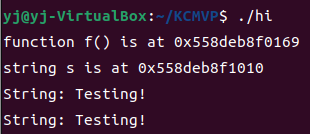 yj@yj-VirtualBox:~/KCMVP$ ./hi
function f() is at 0x558deb8f0169
string s is at 0x558deb8f1010
String: Testing!
String: Testing!